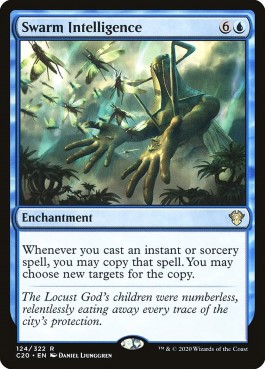 Swarm Intelligence 6
Enchantment
Whenever you cast an instant or sorcery
spell, you may copy that spell. You may
choose new targets for the copy.
The Locust God's children were numberless,
relentlessly eating away every trace of the
city's protection.
124/322 R
C20 • EN Daniel Ljunggren
™ & © 2020 Wizards of the Coast